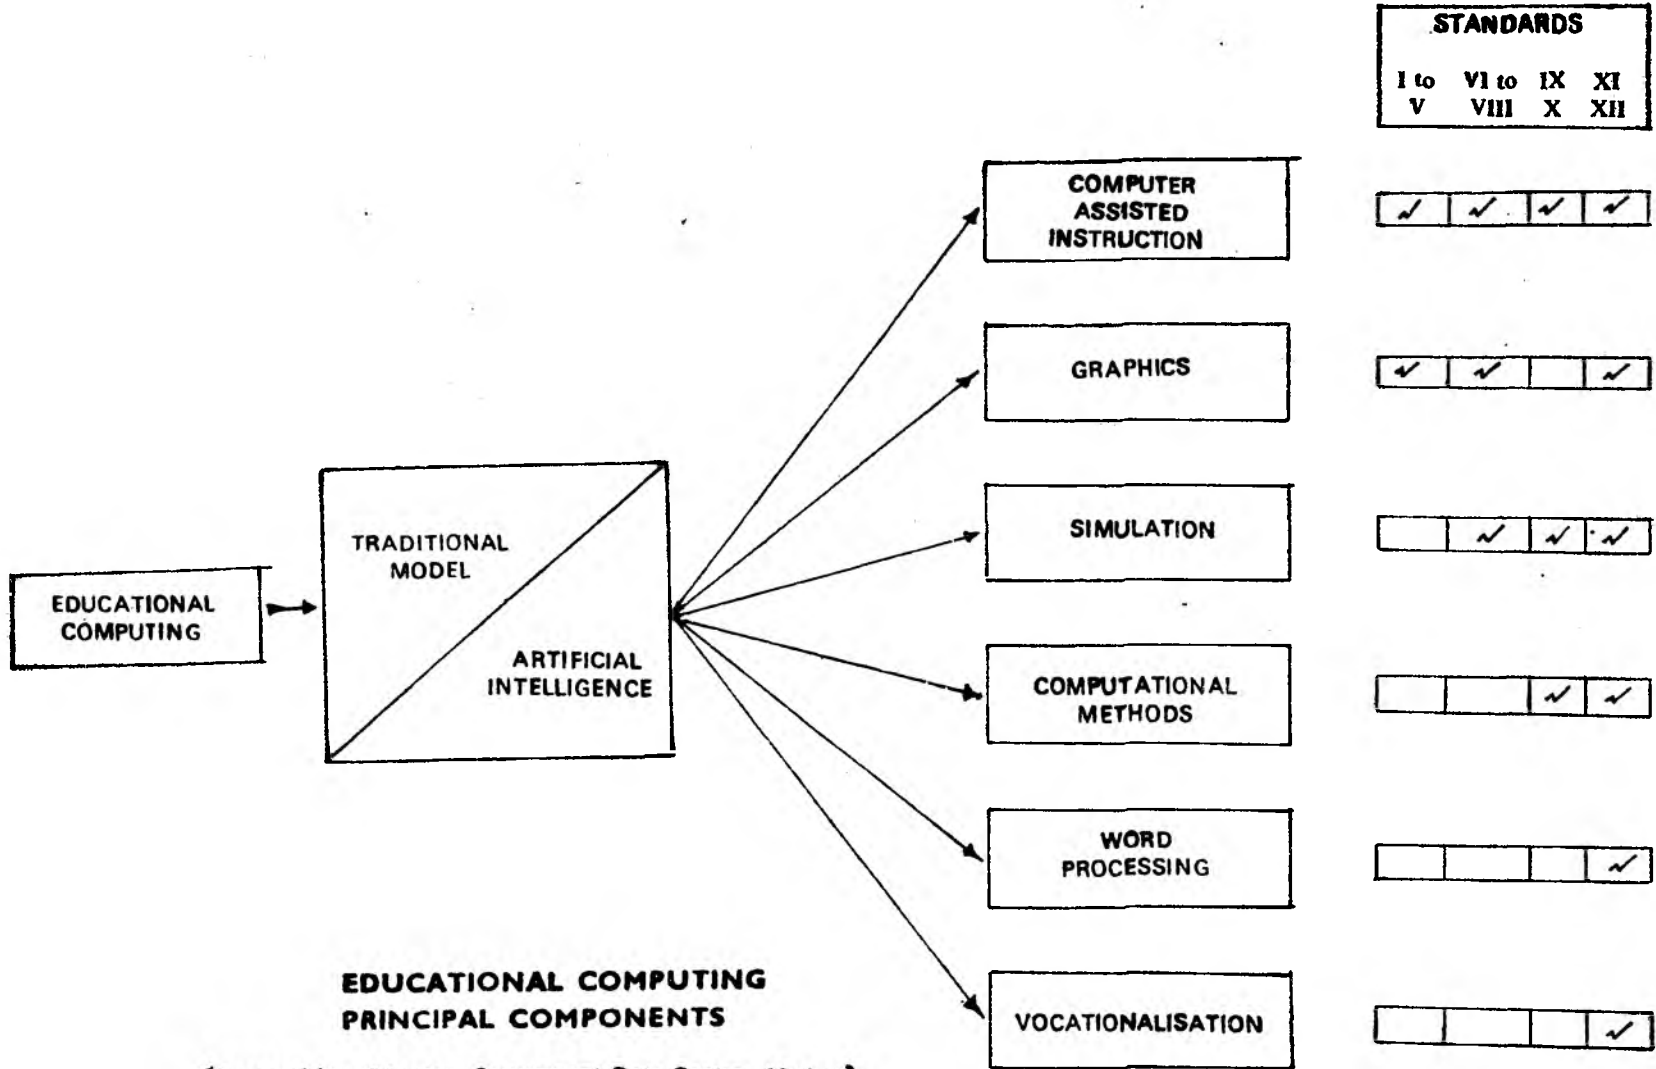 STANDARDS
I to VI to IX XI
V VIII X XII
COMPUTER
ASSISTED
INSTRUCTION
GRAPHICS
SIMULATION
TRADITIONAL
MODEL
EDUCATIONAL
COMPUTING
ARTIFICIAL
INTELLIGENCE
COMPUTATIONAL
METHODS
WORD
PROCESSING
EDUCATIONAL COMPUTING
PRINCIPAL COMPONENTS
VOCATIONALISATION